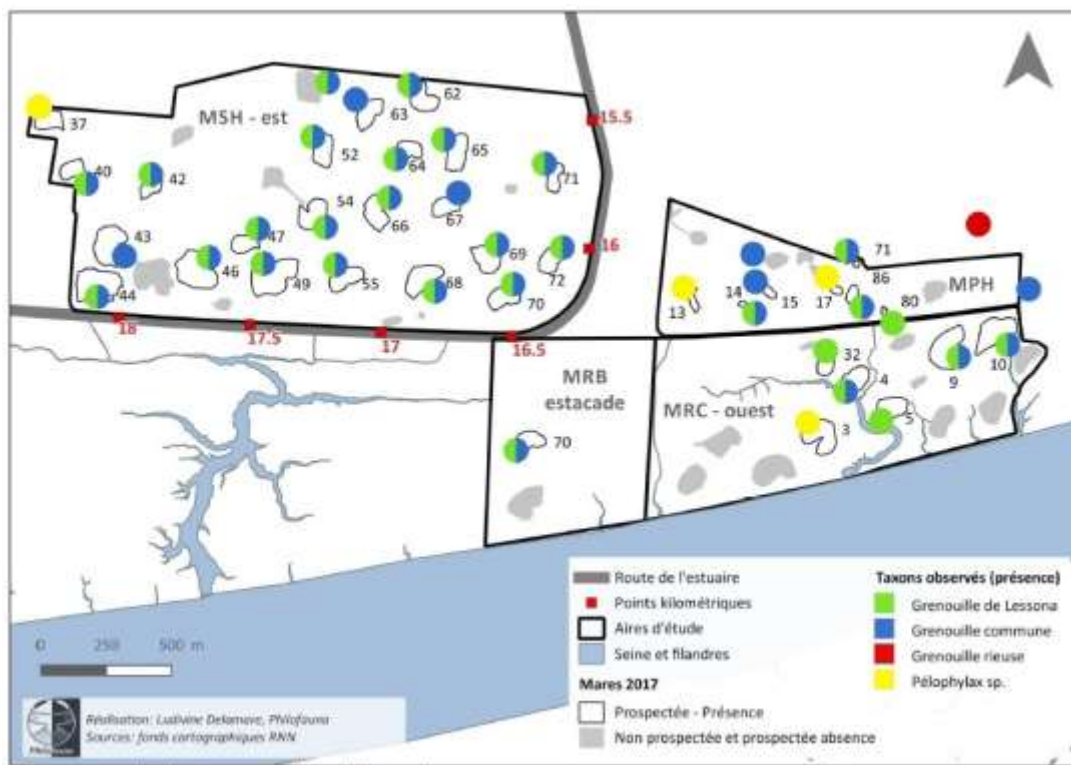 MSH - est
37
40
42
43
44
46
47
49
52
54
55
62
63
64
65
66
67
68
69
70
71
72
15.5
16
16.5
17
17.5
18
71
86
80
MPH
13
14
15
17
32
4
9
10
5
3
MRC - ouest
MRB
estacade
70
0 250 500 m
Réalisation: Ludivine Delamare, PNfofauna
Sources: fonds cartographiques RNN
Route de l'estuaire
Points kilométriques
Aires d'étude
Seine et filandres
Mares 2017
Prospectée - Présence
Non prospectée et prospectée absence
Taxons observés (présence)
Grenouille de Lessona
Grenouille commune
Grenouille rieuse
Pélophylax sp.